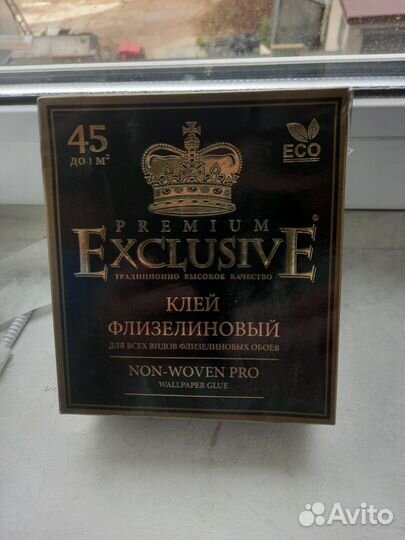 45
ДО | М²
ECO
PREMIUM
EXCLUSIVE®
ТРАДИЦИОННО ВЫСОКОЕ КАЧЕСТВО
КЛЕЙ
ФЛИЗЕЛИНОВЫЙ
ДЛЯ ВСЕХ ВИДОВ ФЛИЗЕЛИНОВЫХ ОБОЕВ
NON-WOVEN PRO
WALLPAPER GLUE
Avito